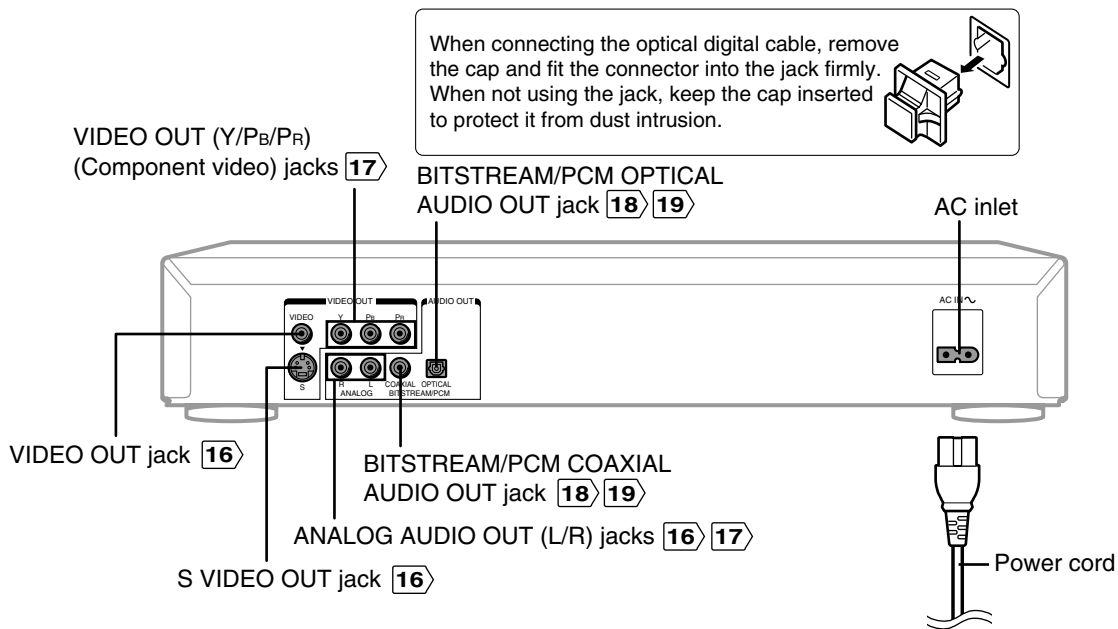 When connecting the optical digital cable, remove
the cap and fit the connector into the jack firmly.
When not using the jack, keep the cap inserted
to protect it from dust intrusion.
VIDEO OUT (Y/PB/PR)
(Component video) jacks 17
BITSTREAM/PCM OPTICAL
AUDIO OUT jack 18 19
AC inlet
VIDEO OUT
AUDIO OUT
VIDEO
Y
PB
PR
AC IN
S
R
L
COAXIAL
OPTICAL
ANALOG
BITSTREAM/PCM
VIDEO OUT jack 16
BITSTREAM/PCM COAXIAL
AUDIO OUT jack 18 19
ANALOG AUDIO OUT (L/R) jacks 16 17
S VIDEO OUT jack 16
Power cord